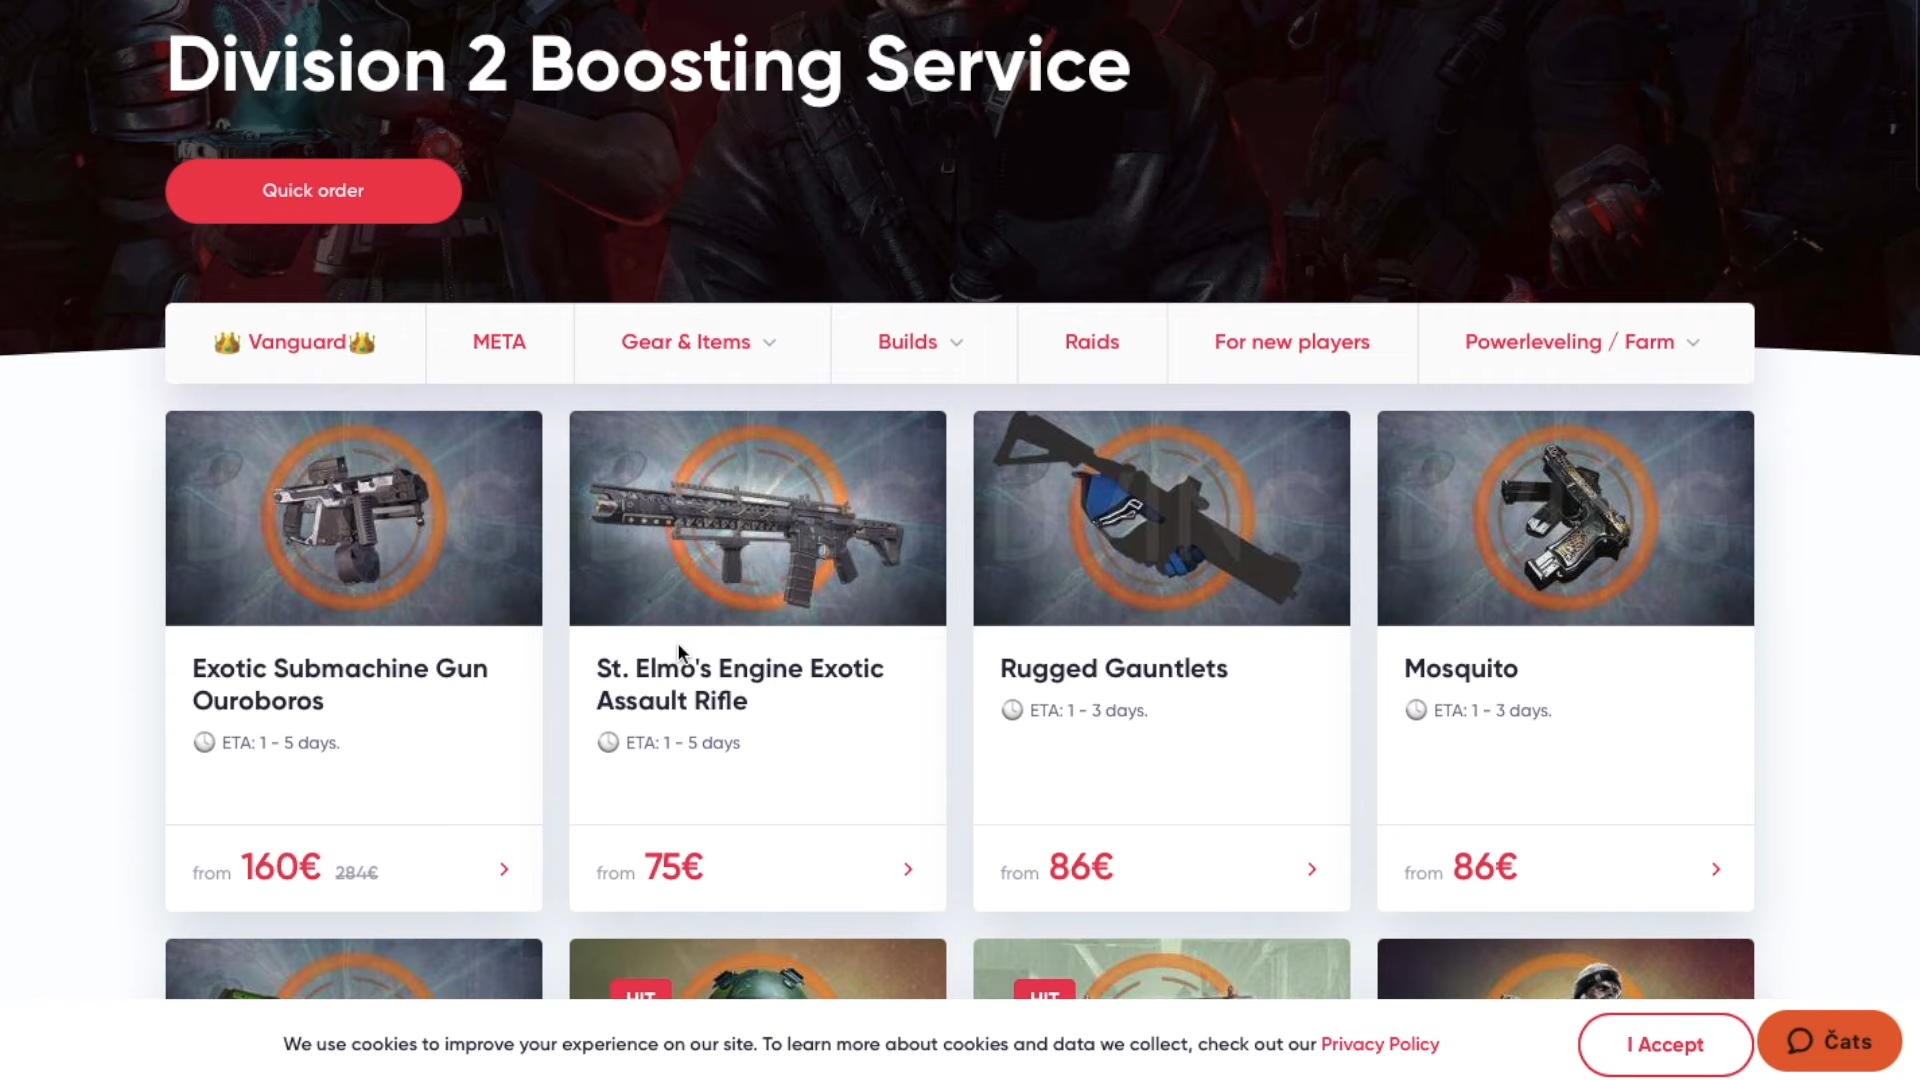 Division 2 Boosting Service
Quick order
👑 Vanguard 👑 META Gear & Items Builds Raids For new players Powerleveling / Farm
Exotic Submachine Gun
Ouroboros
ETA: 1 - 5 days.
from 160€ 284€
St. Elmo's Engine Exotic
Assault Rifle
ETA: 1 - 5 days
from 75€
Rugged Gauntlets
ETA: 1 - 3 days.
from 86€
Mosquito
ETA: 1 - 3 days.
from 86€
HIT
HIT
We use cookies to improve your experience on our site. To learn more about cookies and data we collect, check out our Privacy Policy
I Accept
Čats